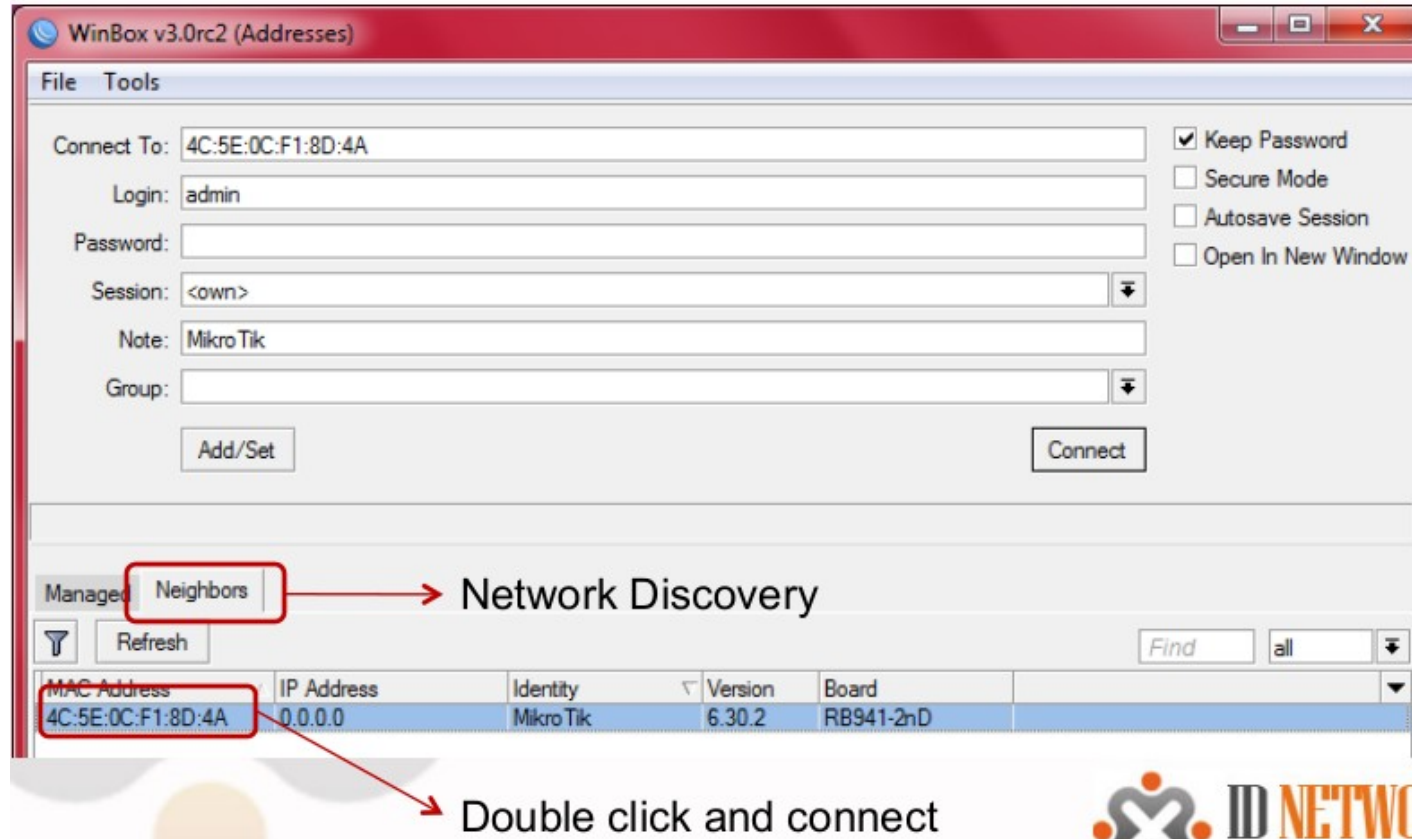 WinBox v3.0rc2 (Addresses)
File Tools
Connect To: 4C:5E:0C:F1:8D:4A
Keep Password
Login: admin
Secure Mode
Password:
Autosave Session
Session: <own>
Open In New Window
Note: MikroTik
Group:
Add/Set Connect
Managed Neighbors Network Discovery
Refresh Find all
MAC Address IP Address Identity Version Board
4C:5E:0C:F1:8D:4A 0.0.0.0 MikroTik 6.30.2 RB941-2nD
Double click and connect
ID NETWO